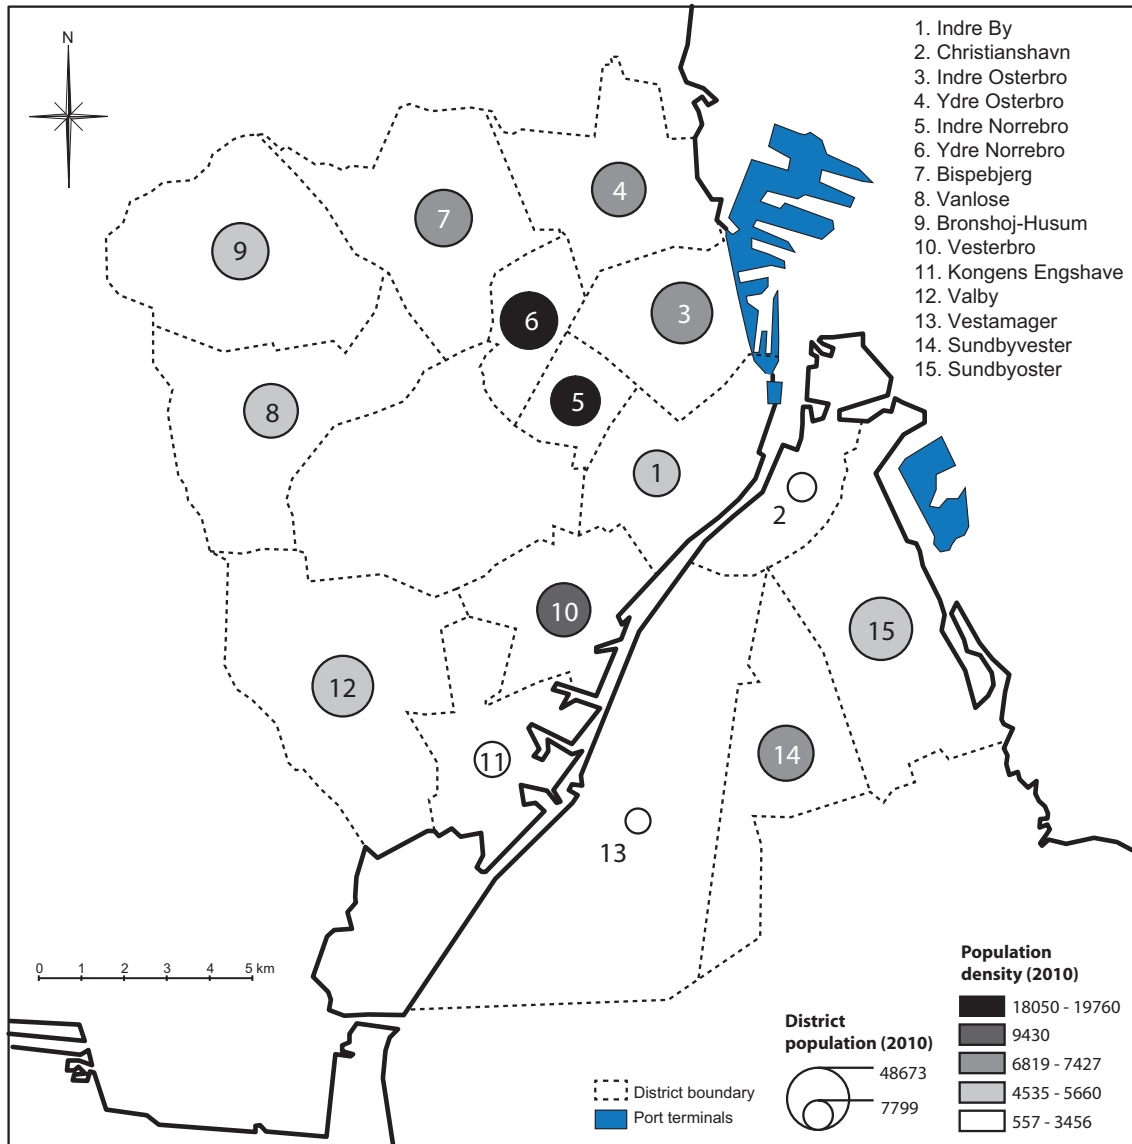 N
1. Indre By
2. Christianshavn
3. Indre Osterbro
4. Ydre Osterbro
5. Indre Norrebro
6. Ydre Norrebro
7. Bispebjerg
8. Vanlose
9. Bronshoj-Husum
10. Vesterbro
11. Kongens Engshave
12. Valby
13. Vestamager
14. Sundbyvester
15. Sundbyoster
4
7
9
3
6
5
8
1
2
10
15
12
14
11
13
0 1 2 3 4 5 km
District
population (2010)
48673
7799
District boundary
Port terminals
Population
density (2010)
18050 - 19760
9430
6819 - 7427
4535 - 5660
557 - 3456